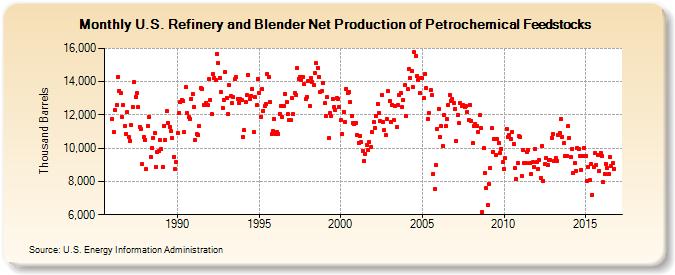 Monthly U.S. Refinery and Blender Net Production of Petrochemical Feedstocks
Thousand Barrels
16,000
14,000
12,000
10,000
8,000
6,000
1990 1995 2000 2005 2010 2015
Source: U.S. Energy Information Administration